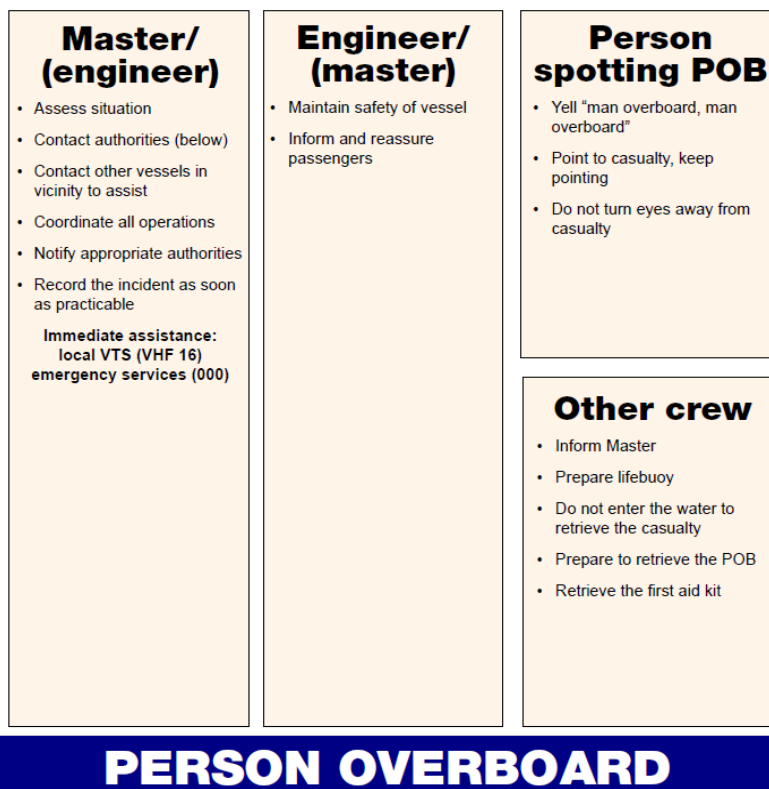 Master/
(engineer)
• Assess situation
• Contact authorities (below)
• Contact other vessels in
vicinity to assist
• Coordinate all operations
• Notify appropriate authorities
• Record the incident as soon
as practicable
Immediate assistance:
local VTS (VHF 16)
emergency services (000)
Engineer/
(master)
• Maintain safety of vessel
• Inform and reassure
passengers
Person
spotting POB
• Yell “man overboard, man
overboard”
• Point to casualty, keep
pointing
• Do not turn eyes away from
casualty
Other crew
• Inform Master
• Prepare lifebuoy
• Do not enter the water to
retrieve the casualty
• Prepare to retrieve the POB
• Retrieve the first aid kit
PERSON OVERBOARD